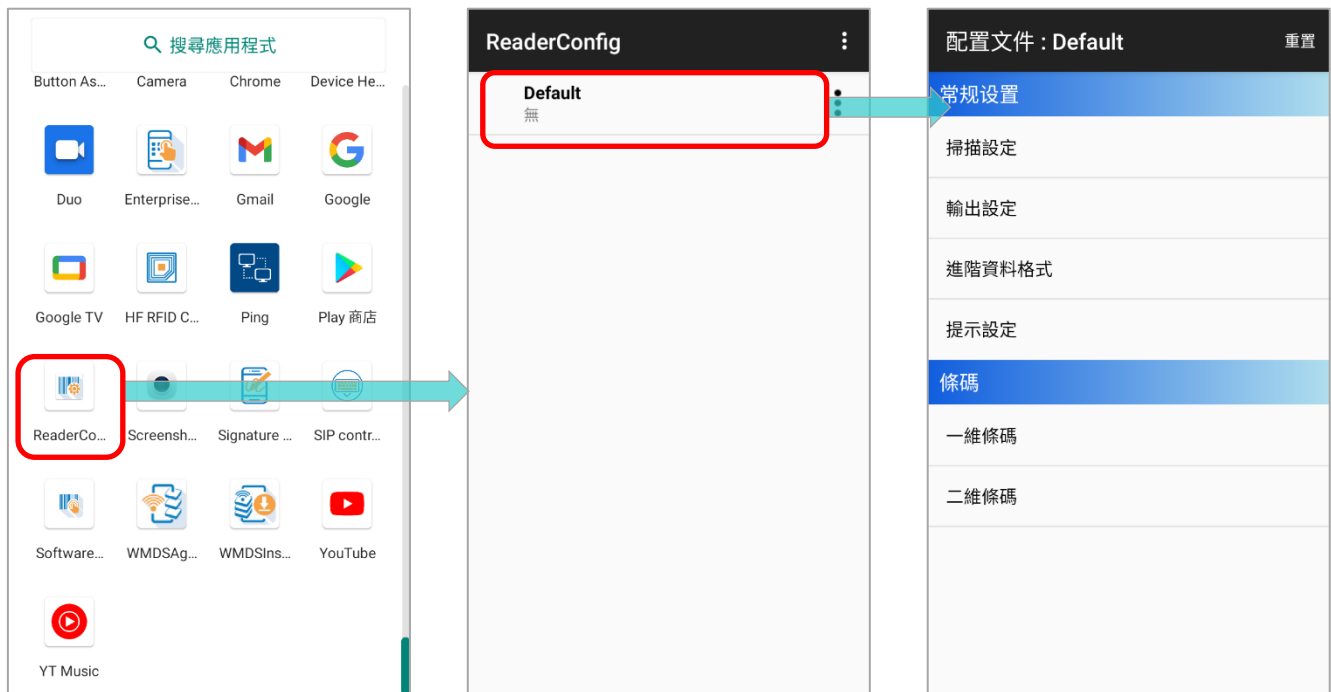 搜尋應用程式
Button As... Camera Chrome Device He...
Duo Enterprise... Gmail Google
Google TV HF RFID C... Ping Play 商店
ReaderCo... Screensh... Signature ... SIP contr...
Software... WMDSAg... WMDSIns... YouTube
YT Music
ReaderConfig
Default
無
配置文件 : Default 重置
常规设置
掃描設定
輸出設定
進階資料格式
提示設定
條碼
一維條碼
二維條碼